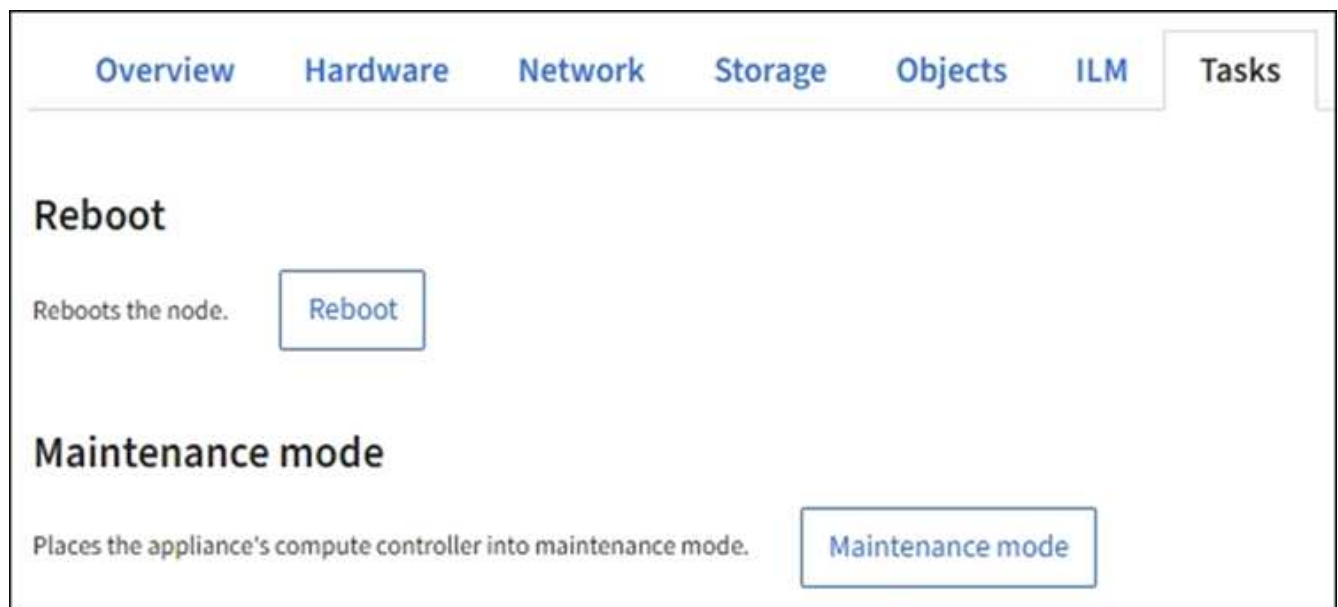 Overview Hardware Network Storage Objects ILM Tasks
Reboot
Reboots the node. Reboot
Maintenance mode
Places the appliance's compute controller into maintenance mode. Maintenance mode